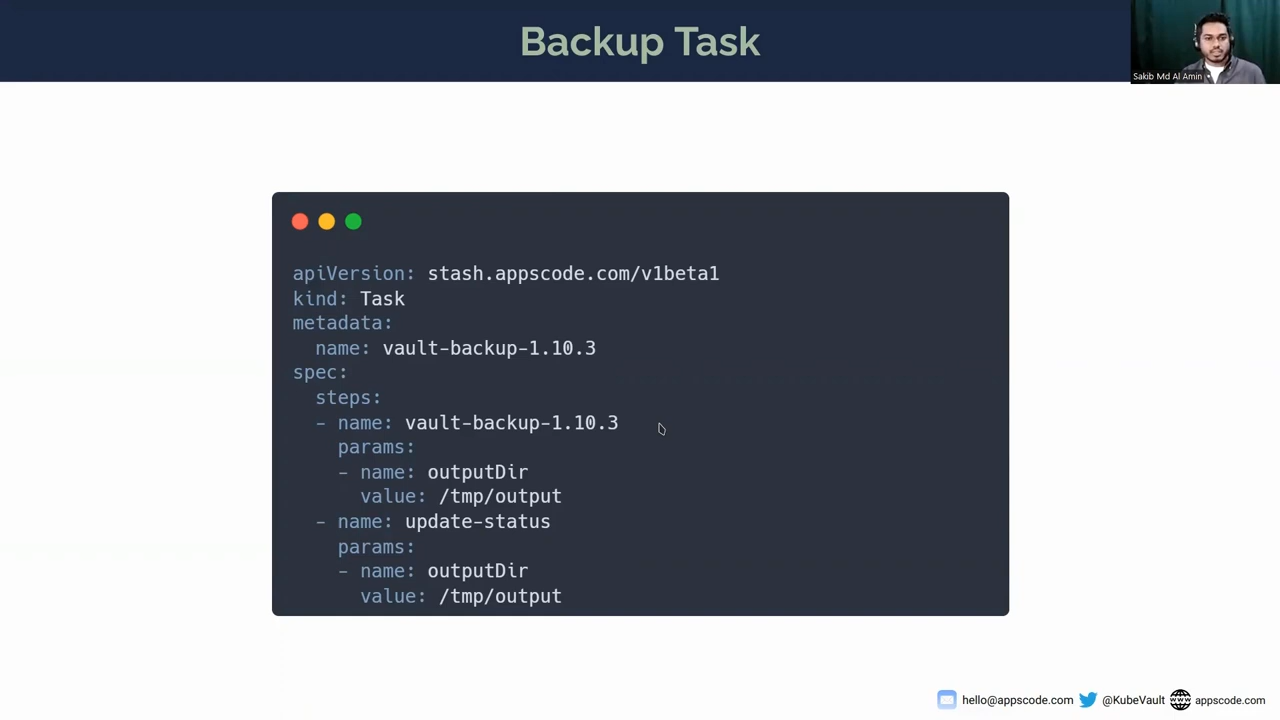 Backup Task
Sakib Md Al Amin
apiVersion: stash.appscode.com/v1beta1
kind: Task
metadata:
  name: vault-backup-1.10.3
spec:
  steps:
  - name: vault-backup-1.10.3
    params:
    - name: outputDir
      value: /tmp/output
  - name: update-status
    params:
    - name: outputDir
      value: /tmp/output
hello@appscode.com @KubeVault appscode.com